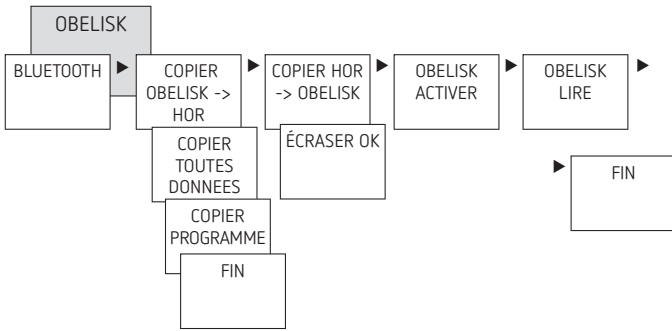 OBELISK
BLUETOOTH
COPIER
OBELISK ->
HOR
COPIER
TOUTES
DONNEES
COPIER
PROGRAMME
FIN
COPIER HOR
-> OBELISK
ÉCRASER OK
OBELISK
ACTIVER
OBELISK
LIRE
FIN